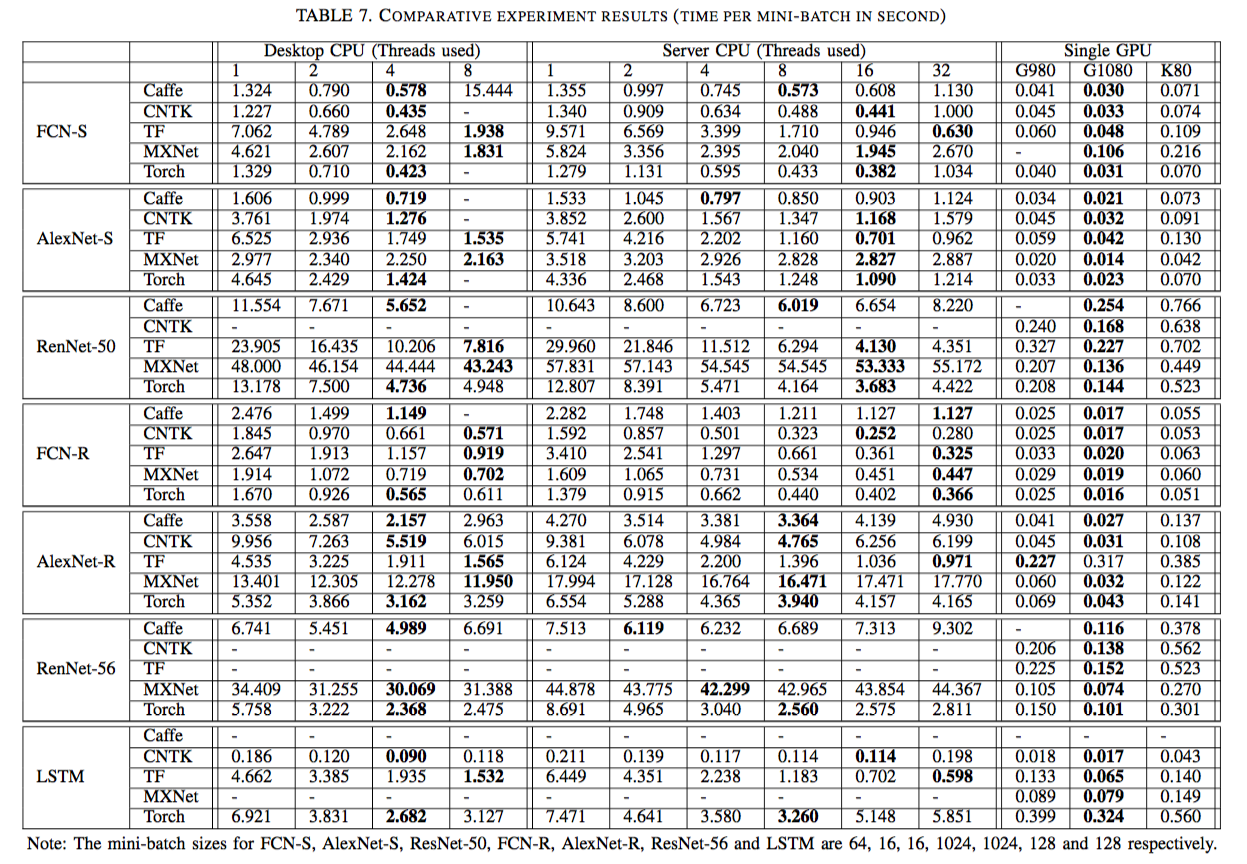 TABLE 7. COMPARATIVE EXPERIMENT RESULTS (TIME PER MINI-BATCH IN SECOND)
Desktop CPU (Threads used) Server CPU (Threads used) Single GPU
1 2 4 8 1 2 4 8 16 32 G980 G1080 K80
Caffe 1.324 0.790 0.578 15.444 1.355 0.997 0.745 0.573 0.608 1.130 0.041 0.030 0.071
CNTK 1.227 0.660 0.435 - 1.340 0.909 0.634 0.488 0.441 1.000 0.045 0.033 0.074
FCN-S TF 7.062 4.789 2.648 1.938 9.571 6.569 3.399 1.710 0.946 0.630 0.060 0.048 0.109
MXNet 4.621 2.607 2.162 1.831 5.824 3.356 2.395 2.040 1.945 2.670 - 0.106 0.216
Torch 1.329 0.710 0.423 - 1.279 1.131 0.595 0.433 0.382 1.034 0.040 0.031 0.070
Caffe 1.606 0.999 0.719 - 1.533 1.045 0.797 0.850 0.903 1.124 0.034 0.021 0.073
CNTK 3.761 1.974 1.276 - 3.852 2.600 1.567 1.347 1.168 1.579 0.045 0.032 0.091
AlexNet-S TF 6.525 2.936 1.749 1.535 5.741 4.216 2.202 1.160 0.701 0.962 0.059 0.042 0.130
MXNet 2.977 2.340 2.250 2.163 3.518 3.203 2.926 2.828 2.827 2.887 0.020 0.014 0.042
Torch 4.645 2.429 1.424 - 4.336 2.468 1.543 1.248 1.090 1.214 0.033 0.023 0.070
Caffe 11.554 7.671 5.652 - 10.643 8.600 6.723 6.019 6.654 8.220 - 0.254 0.766
CNTK - - - - - - - - - - 0.240 0.168 0.638
RenNet-50 TF 23.905 16.435 10.206 7.816 29.960 21.846 11.512 6.294 4.130 4.351 0.327 0.227 0.702
MXNet 48.000 46.154 44.444 43.243 57.831 57.143 54.545 54.545 53.333 55.172 0.207 0.136 0.449
Torch 13.178 7.500 4.736 4.948 12.807 8.391 5.471 4.164 3.683 4.422 0.208 0.144 0.523
Caffe 2.476 1.499 1.149 - 2.282 1.748 1.403 1.211 1.127 1.127 0.025 0.017 0.055
CNTK 1.845 0.970 0.661 0.571 1.592 0.857 0.501 0.323 0.252 0.280 0.025 0.017 0.053
FCN-R TF 2.647 1.913 1.157 0.919 3.410 2.541 1.297 0.661 0.361 0.325 0.033 0.020 0.063
MXNet 1.914 1.072 0.719 0.702 1.609 1.065 0.731 0.534 0.451 0.447 0.029 0.019 0.060
Torch 1.670 0.926 0.565 0.611 1.379 0.915 0.662 0.440 0.402 0.366 0.025 0.016 0.051
Caffe 3.558 2.587 2.157 2.963 4.270 3.514 3.381 3.364 4.139 4.930 0.041 0.027 0.137
CNTK 9.956 7.263 5.519 6.015 9.381 6.078 4.984 4.765 6.256 6.199 0.045 0.031 0.108
AlexNet-R TF 4.535 3.225 1.911 1.565 6.124 4.229 2.200 1.396 1.036 0.971 0.227 0.317 0.385
MXNet 13.401 12.305 12.278 11.950 17.994 17.128 16.764 16.471 17.471 17.770 0.060 0.032 0.122
Torch 5.352 3.866 3.162 3.259 6.554 5.288 4.365 3.940 4.157 4.165 0.069 0.043 0.141
Caffe 6.741 5.451 4.989 6.691 7.513 6.119 6.232 6.689 7.313 9.302 - 0.116 0.378
CNTK - - - - - - - - - - 0.206 0.138 0.562
RenNet-56 TF - - - - - - - - - - 0.225 0.152 0.523
MXNet 34.409 31.255 30.069 31.388 44.878 43.775 42.299 42.965 43.854 44.367 0.105 0.074 0.270
Torch 5.758 3.222 2.368 2.475 8.691 4.965 3.040 2.560 2.575 2.811 0.150 0.101 0.301
Caffe - - - - - - - - - - - - -
CNTK 0.186 0.120 0.090 0.118 0.211 0.139 0.117 0.114 0.114 0.198 0.018 0.017 0.043
LSTM TF 4.662 3.385 1.935 1.532 6.449 4.351 2.238 1.183 0.702 0.598 0.133 0.065 0.140
MXNet - - - - - - - - - - 0.089 0.079 0.149
Torch 6.921 3.831 2.682 3.127 7.471 4.641 3.580 3.260 5.148 5.851 0.399 0.324 0.560
Note: The mini-batch sizes for FCN-S, AlexNet-S, ResNet-50, FCN-R, AlexNet-R, ResNet-56 and LSTM are 64, 16, 16, 1024, 1024, 128 and 128 respectively.